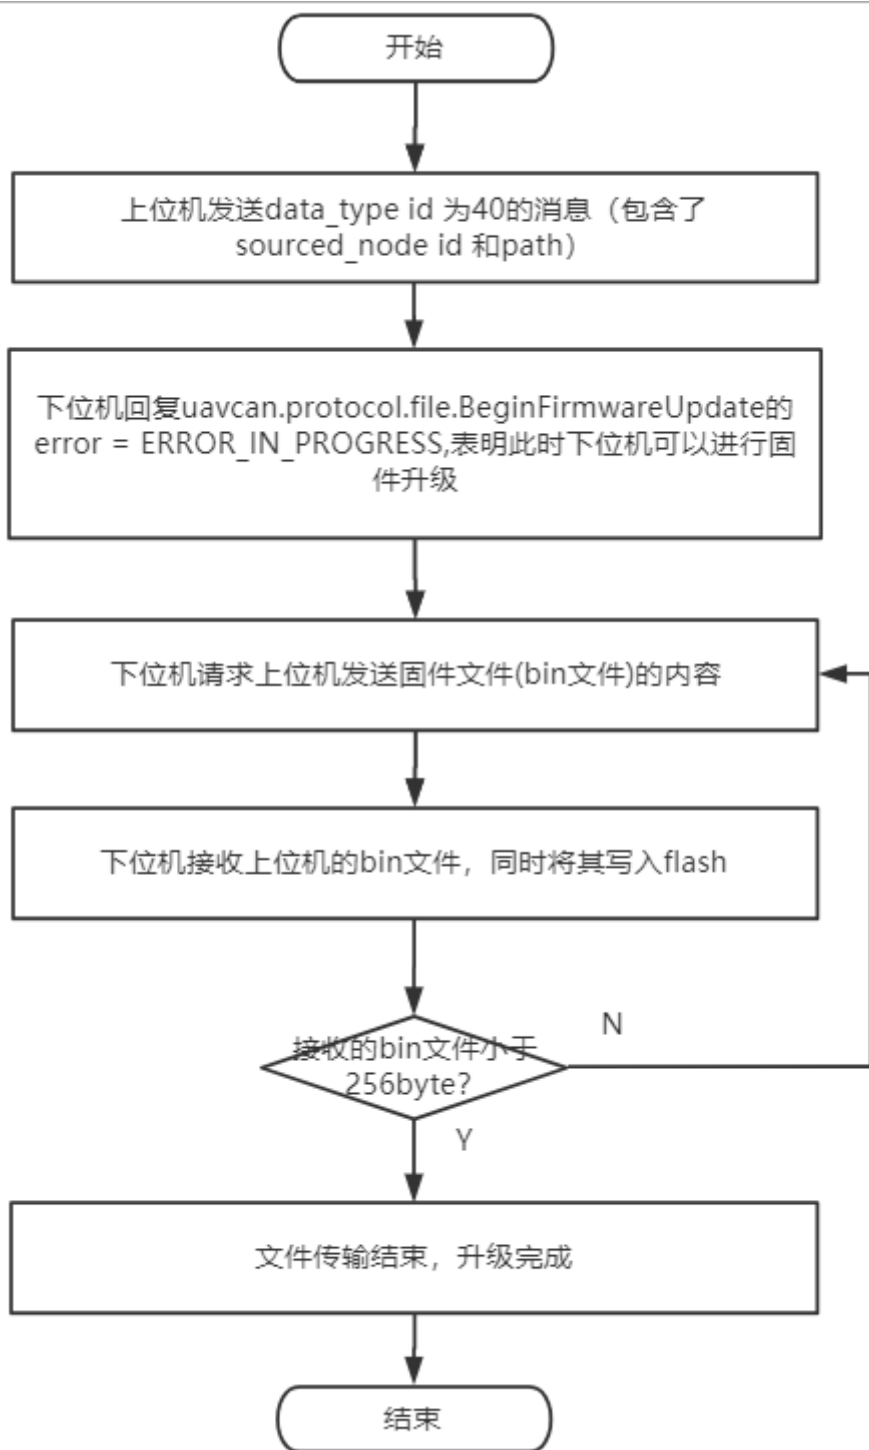 开始
上位机发送data_type id 为40的消息（包含了
sourced_node id 和path）
下位机回复uavcan.protocol.file.BeginFirmwareUpdate的
error = ERROR_IN_PROGRESS,表明此时下位机可以进行固
件升级
下位机请求上位机发送固件文件(bin文件)的内容
下位机接收上位机的bin文件，同时将其写入flash
接收的bin文件小于
256byte？
N
Y
文件传输结束，升级完成
结束